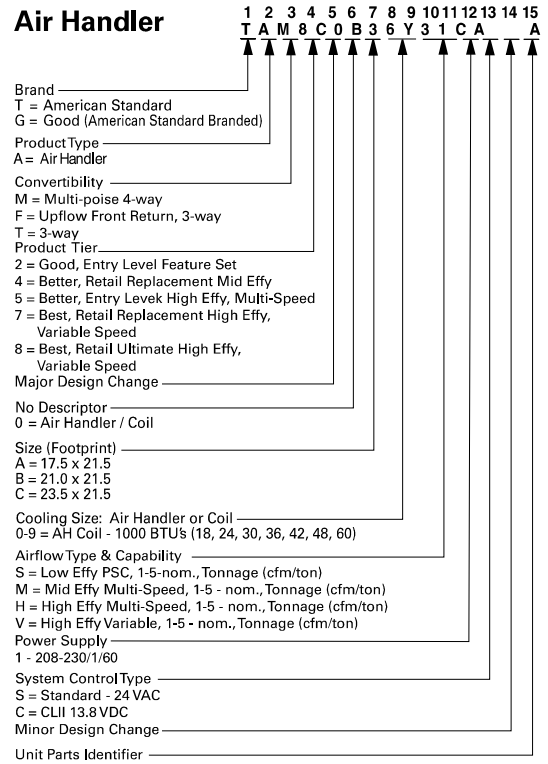 Air Handler
1 2 3 4 5 6 7 8 9 10 11 12 13 14 15
T A M 8 C 0 B 3 6 Y 3 1 C A A
Brand
T = American Standard
G = Good (American Standard Branded)
Product Type
A = Air Handler
Convertibility
M = Multi-poise 4-way
F = Upflow Front Return, 3-way
T = 3-way
Product Tier
2 = Good, Entry Level Feature Set
4 = Better, Retail Replacement Mid Effy
5 = Better, Entry Levek High Effy, Multi-Speed
7 = Best, Retail Replacement High Effy,
Variable Speed
8 = Best, Retail Ultimate High Effy,
Variable Speed
Major Design Change
No Descriptor
0 = Air Handler / Coil
Size (Footprint)
A = 17.5 x 21.5
B = 21.0 x 21.5
C = 23.5 x 21.5
Cooling Size: Air Handler or Coil
0-9 = AH Coil - 1000 BTUs (18, 24, 30, 36, 42, 48, 60)
Airflow Type & Capability
S = Low Effy PSC, 1-5-nom., Tonnage (cfm/ton)
M = Mid Effy Multi-Speed, 1-5 - nom., Tonnage (cfm/ton)
H = High Effy Multi-Speed, 1-5 - nom., Tonnage (cfm/ton)
V = High Effy Variable, 1-5 - nom., Tonnage (cfm/ton)
Power Supply
1 - 208-230/1/60
System Control Type
S = Standard - 24 VAC
C = CLII 13.8 VDC
Minor Design Change
Unit Parts Identifier